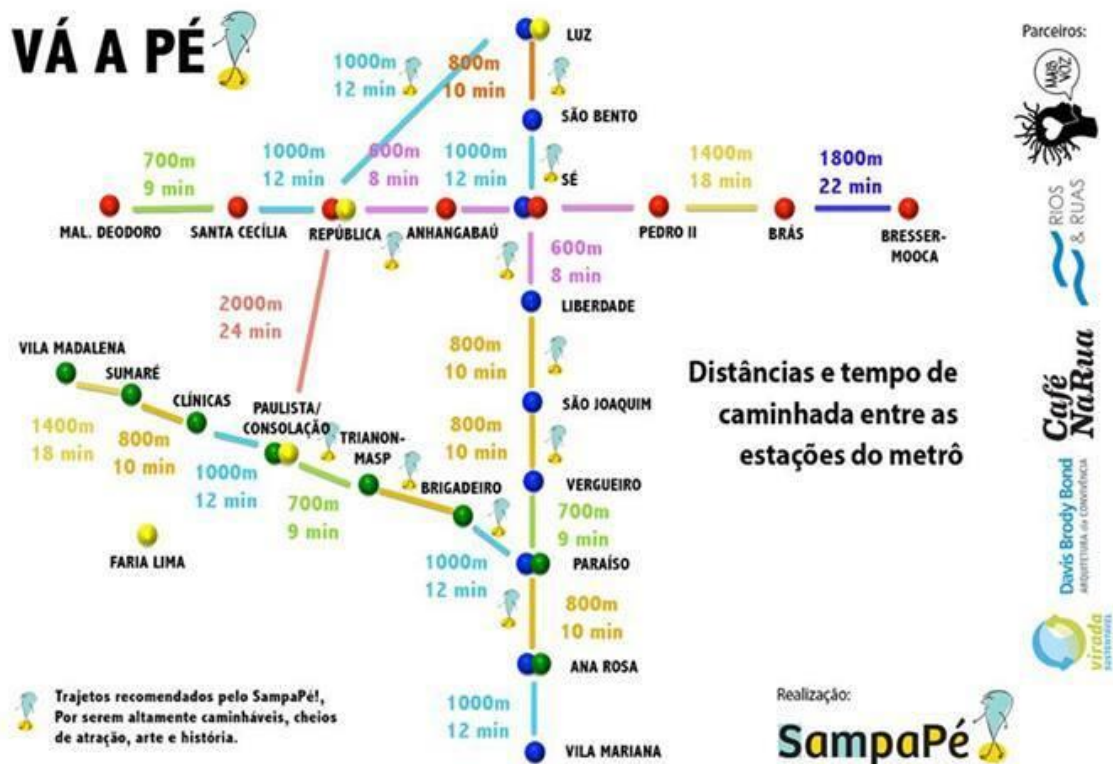 VÁ A PÉ
1000m
12 min
800m
10 min
LUZ
Parceiros:
MAIS
VOZ
SÃO BENTO
700m
9 min
1000m
12 min
600m
8 min
1000m
12 min
SÉ
1400m
18 min
1800m
22 min
MAL. DEODORO
SANTA CECÍLIA
REPÚBLICA
ANHANGABAÚ
PEDRO II
BRÁS
BRESSER-
MOOCA
RIOS
& RUAS
600m
8 min
LIBERDADE
2000m
24 min
VILA MADALENA
SUMARÉ
CLÍNICAS
PAULISTA/
CONSOLAÇÃO
TRIANON-
MASP
BRIGADEIRO
1400m
18 min
800m
10 min
1000m
12 min
700m
9 min
1000m
12 min
FARIA LIMA
800m
10 min
SÃO JOAQUIM
800m
10 min
VERGUEIRO
700m
9 min
PARAÍSO
800m
10 min
ANA ROSA
1000m
12 min
VILA MARIANA
Distâncias e tempo de
caminhada entre as
estações do metrô
Café
NaRua
Davis Brody Bond
ARQUITETURA da CONVIVÊNCIA
virada
SUSTENTÁVEL
Trajetos recomendados pelo SampaPé!,
Por serem altamente caminháveis, cheios
de atração, arte e história.
Realização:
SampaPé